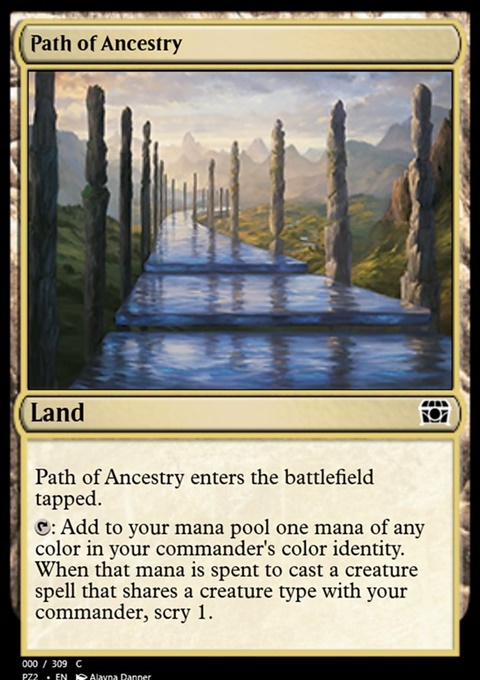 Path of Ancestry
Land
Path of Ancestry enters the battlefield
tapped.
: Add to your mana pool one mana of any
color in your commander's color identity.
When that mana is spent to cast a creature
spell that shares a creature type with your
commander, scry 1.
000 / 309 C
PZ2 • EN Alayna Danner